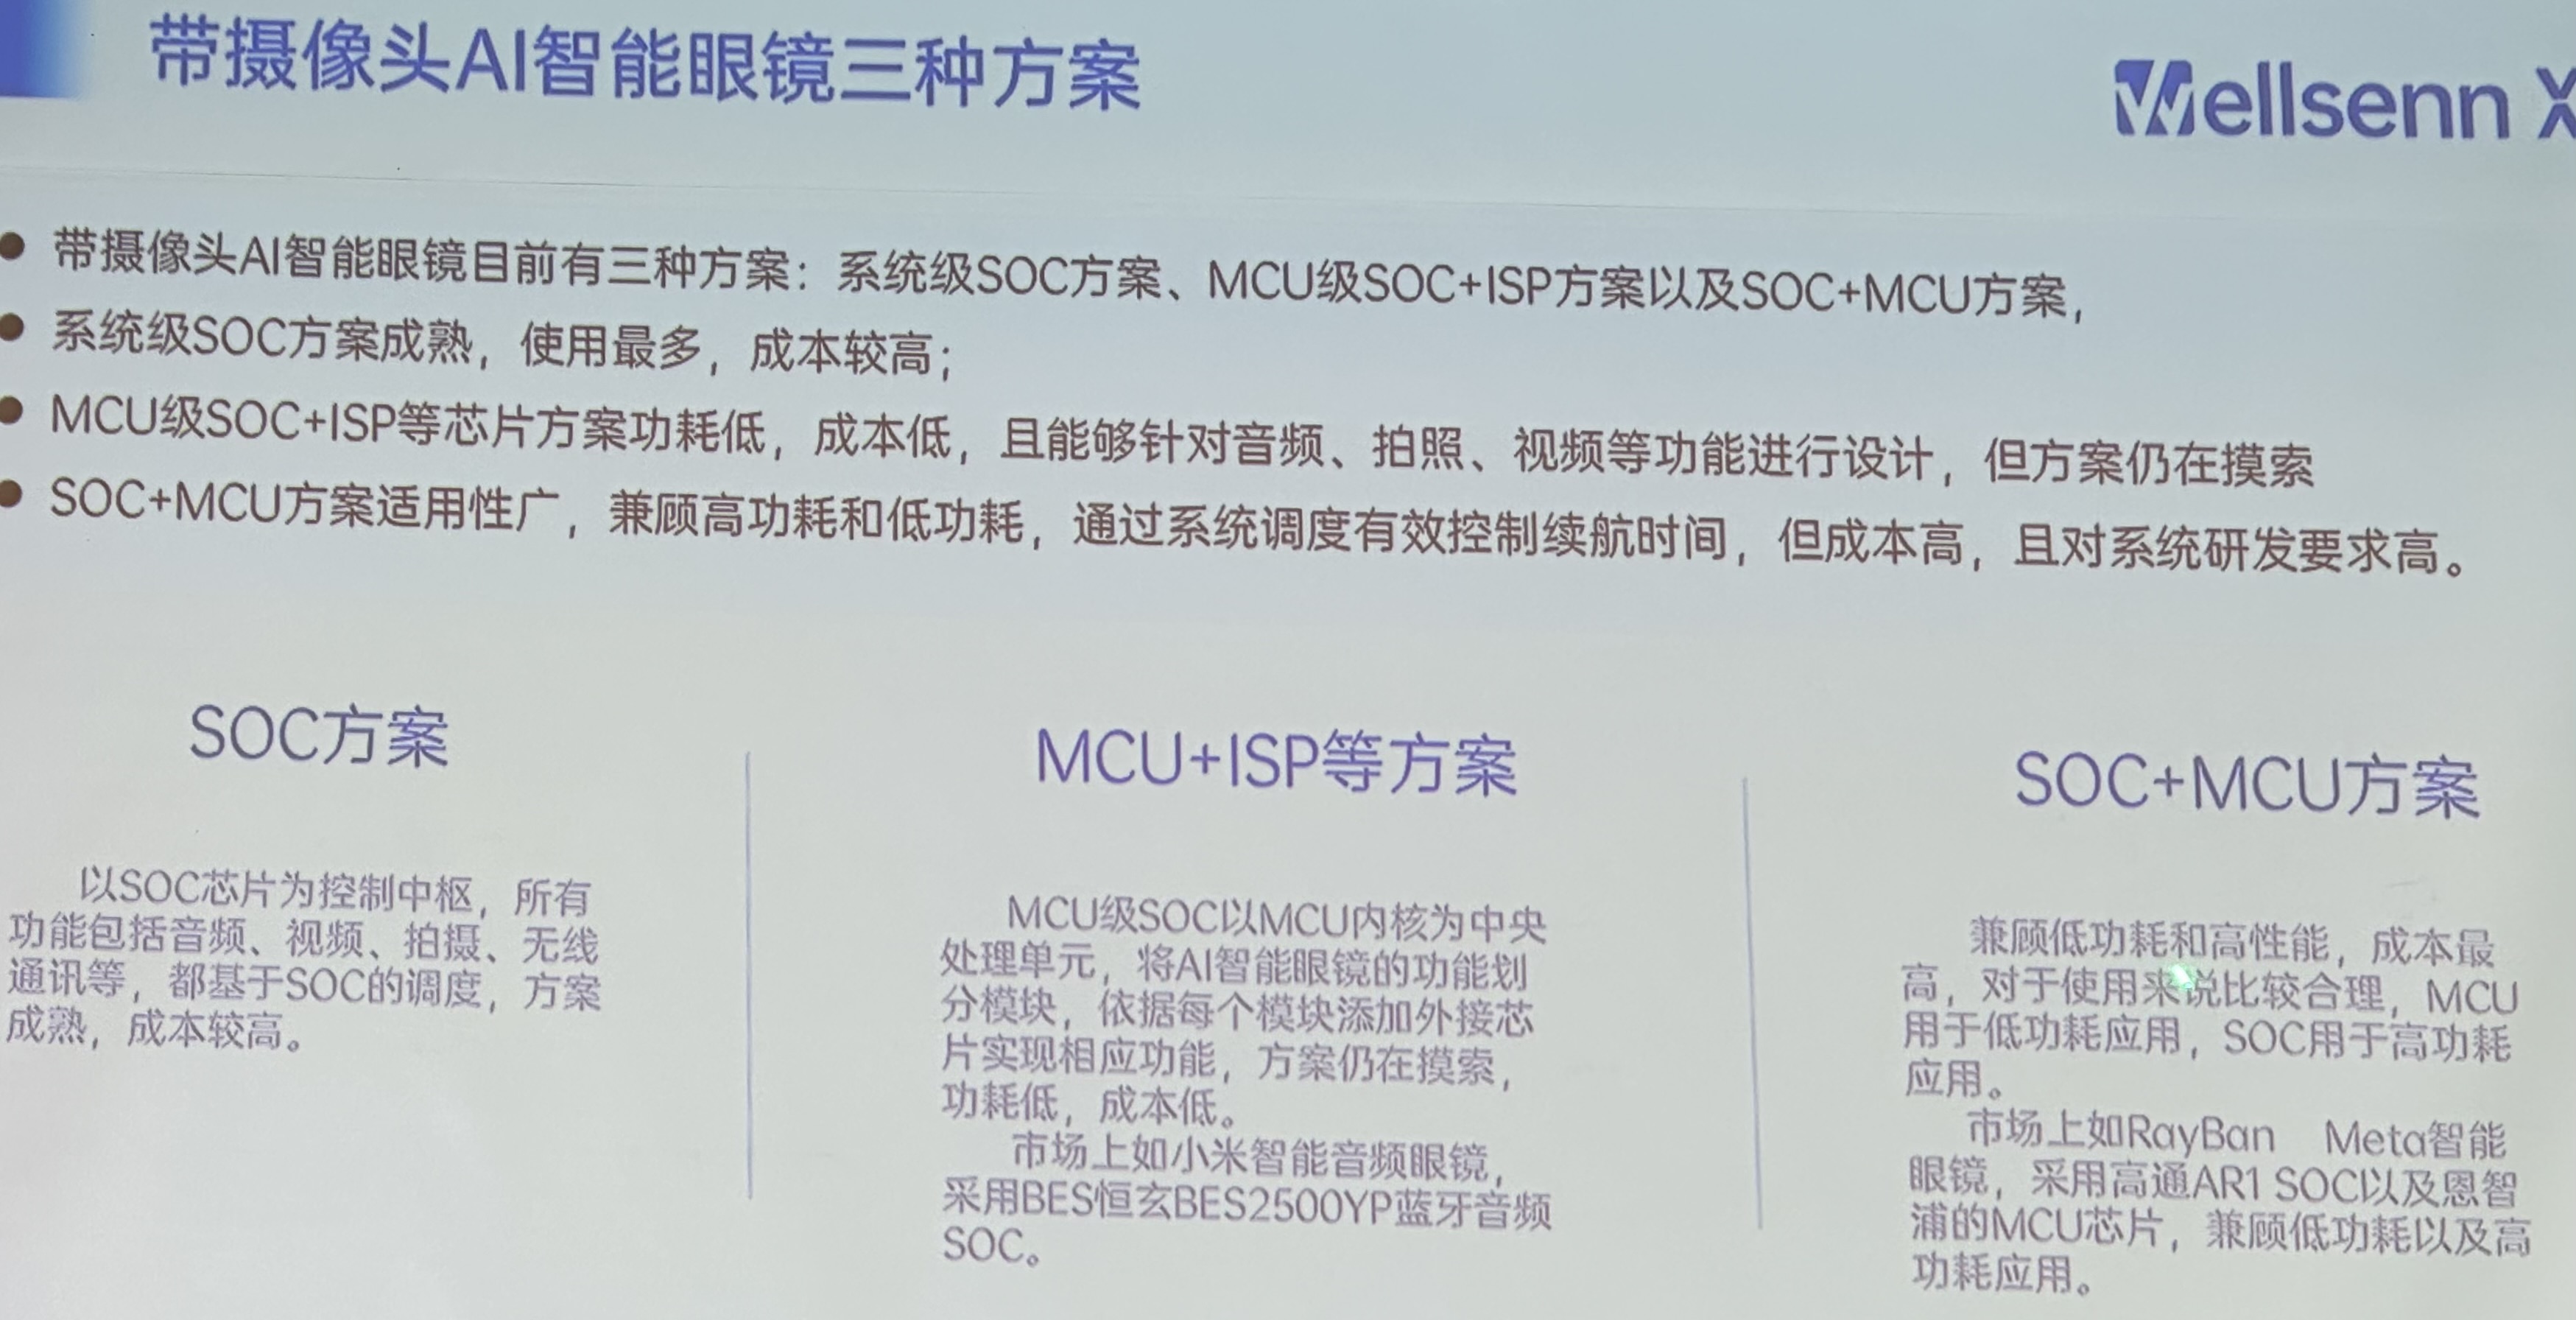 带摄像头AI智能眼镜三种方案
Wellsenn X
带摄像头AI智能眼镜目前有三种方案：系统级SOC方案、MCU级SOC+ISP方案以及SOC+MCU方案，
系统级SOC方案成熟，使用最多，成本较高；
MCU级SOC+ISP等芯片方案功耗低，成本低，且能够针对音频、拍照、视频等功能进行设计，但方案仍在摸索
SOC+MCU方案适用性广，兼顾高功耗和低功耗，通过系统调度有效控制续航时间，但成本高，且对系统研发要求高。
SOC方案
以SOC芯片为控制中枢，所有
功能包括音频、视频、拍摄、无线
通讯等，都基于SOC的调度，方案
成熟，成本较高。
MCU+ISP等方案
MCU级SOC以MCU内核为中央
处理单元，将AI智能眼镜的功能划
分模块，依据每个模块添加外接芯
片实现相应功能，方案仍在摸索，
功耗低，成本低。
市场上如小米智能音频眼镜，
采用BES恒玄BES2500YP蓝牙音频
SOC。
SOC+MCU方案
兼顾低功耗和高性能，成本最
高，对于使用来说比较合理，MCU
用于低功耗应用，SOC用于高功耗
应用。
市场上如RayBan Meta智能
眼镜，采用高通AR1 SOC以及恩智
浦的MCU芯片，兼顾低功耗以及高
功耗应用。